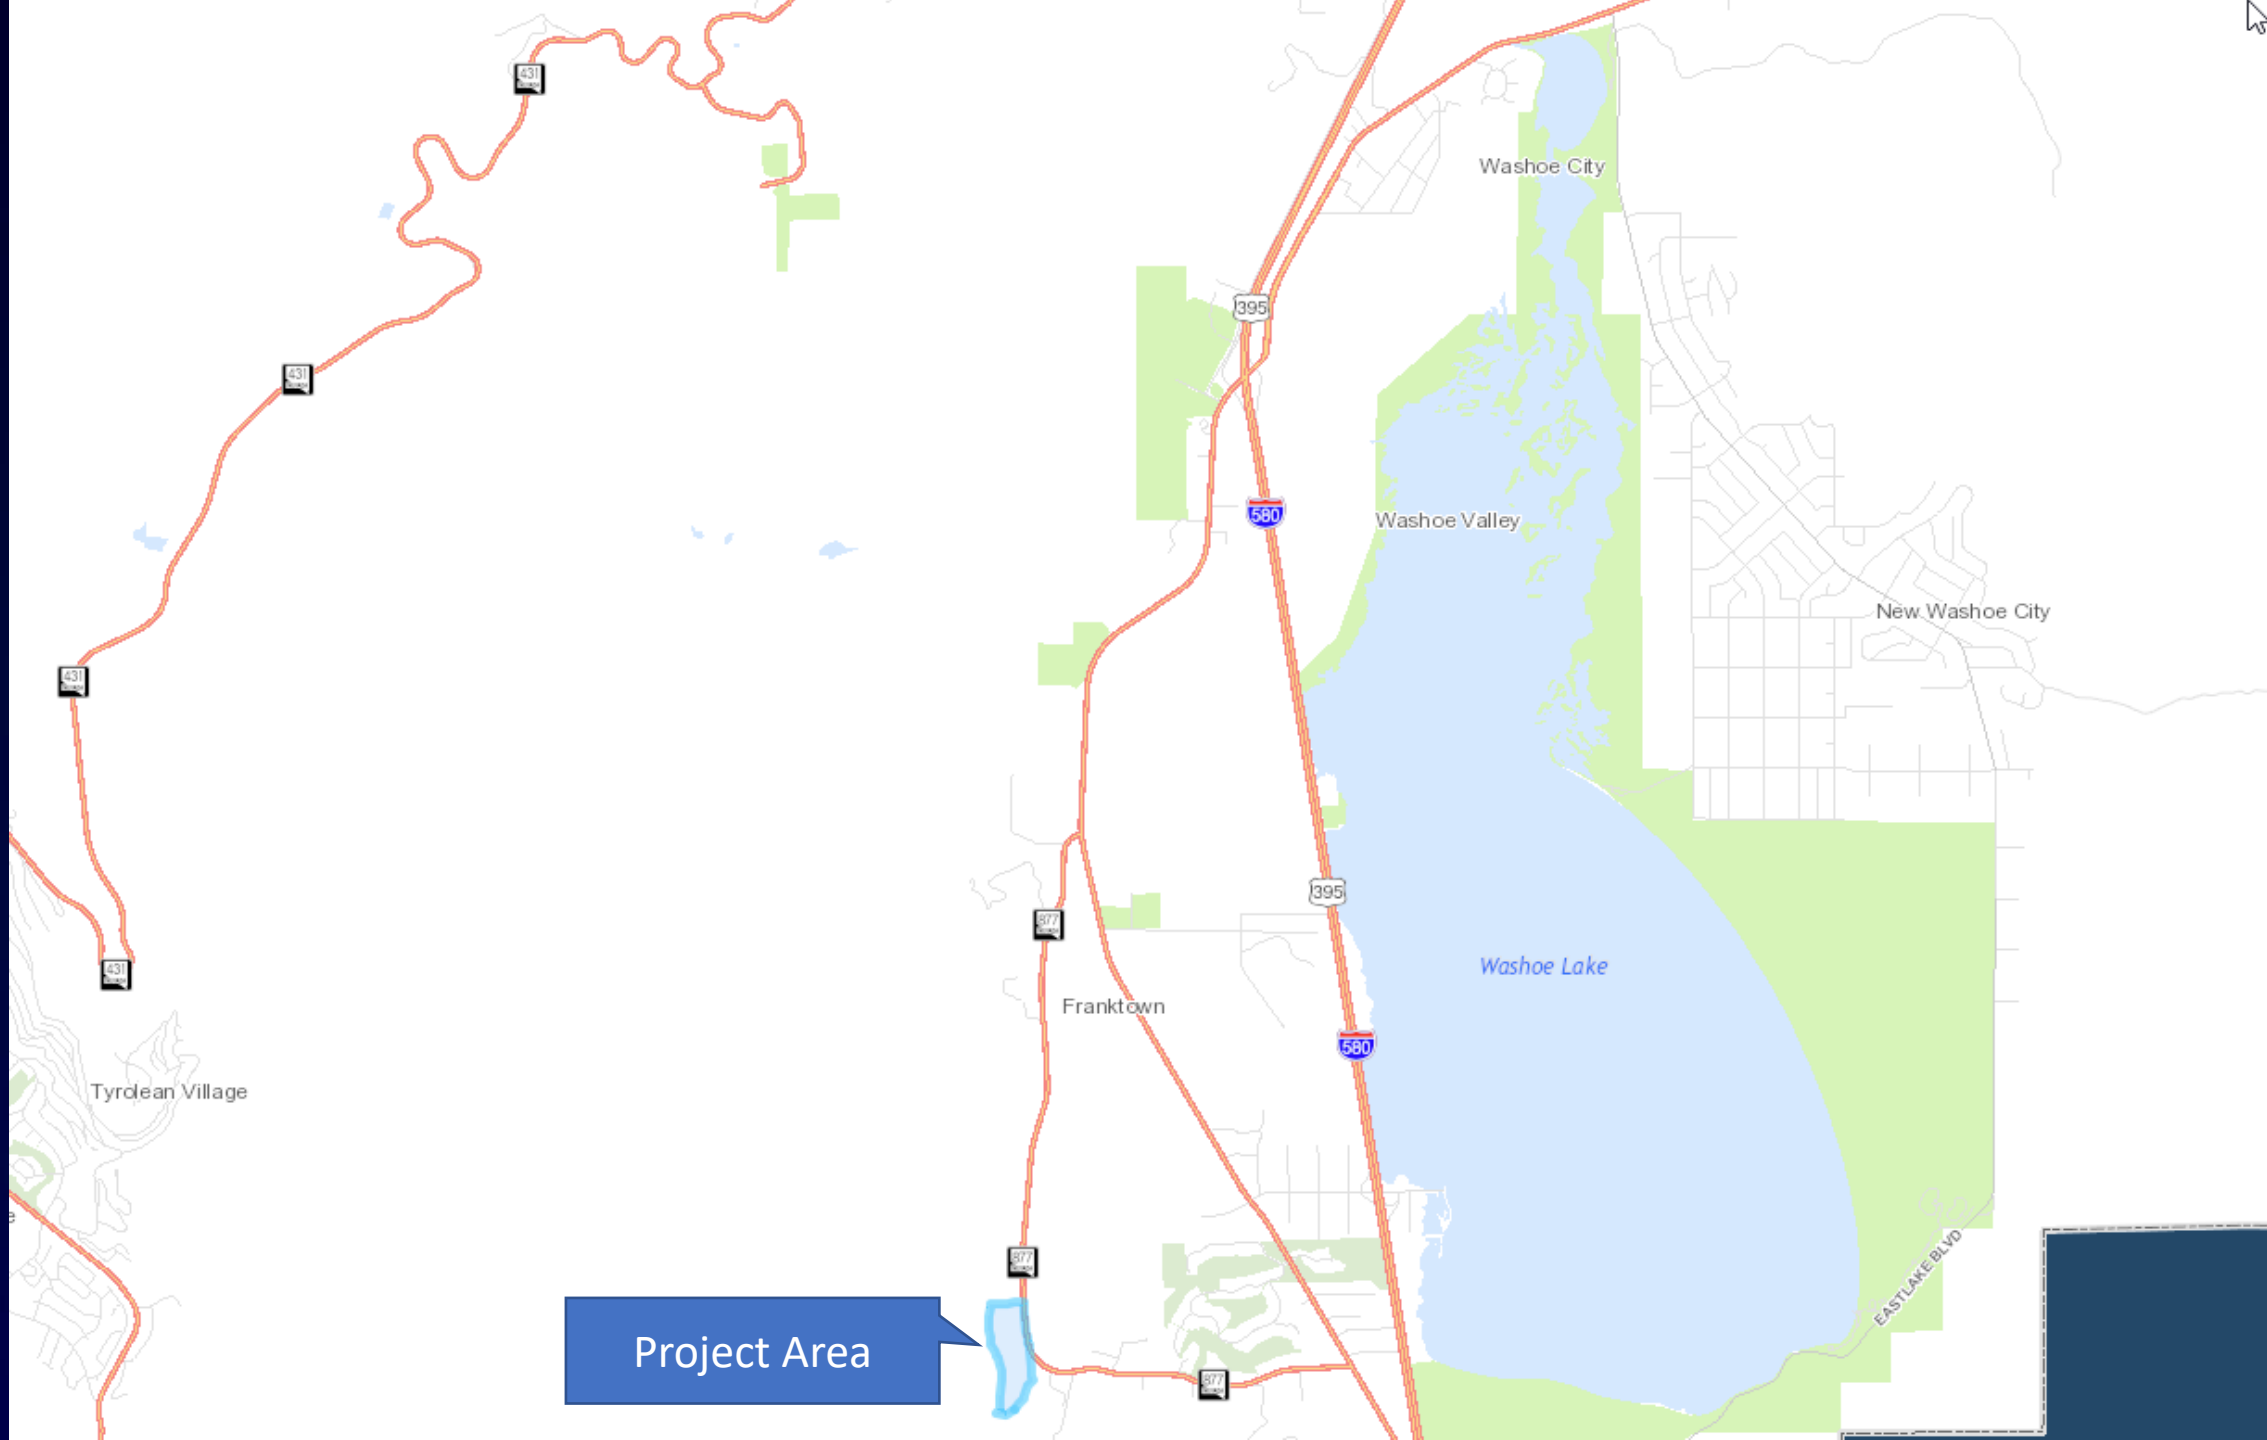 431
Washoe City
395
431
580
Washoe Valley
New Washoe City
431
395
877
Washoe Lake
431
Franktown
580
Tyrolean Village
EASTLAKE BLVD
877
Project Area
877